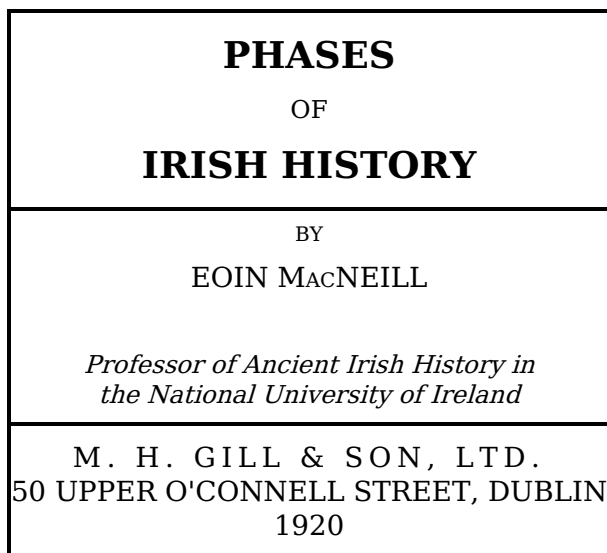 PHASES
OF
IRISH HISTORY
BY
EOIN MACNEILL
Professor of Ancient Irish History in
the National University of Ireland
M. H. GILL & SON, LTD.
50 UPPER O'CONNELL STREET, DUBLIN
1920